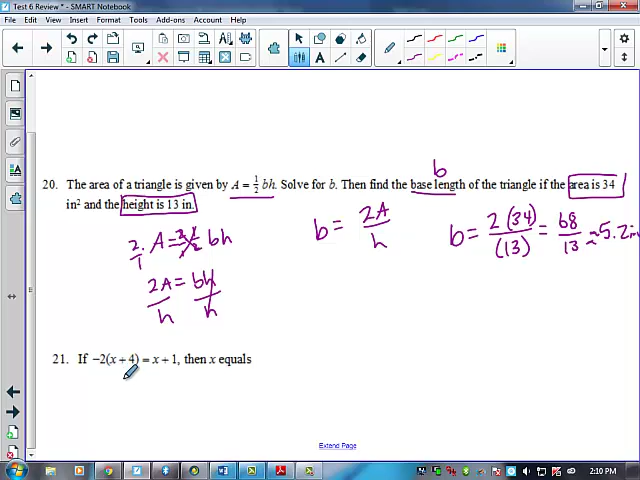 Test 6 Review * - SMART Notebook
File Edit View Insert Format Tools Add-ons Account Help
b
20. The area of a triangle is given by A = 1/2 bh. Solve for b. Then find the base length of the triangle if the area is 34
in² and the height is 13 in.
2/1 · A = 2/1 · 1/2 bh
b = 2A/h
b = 2(34)/(13) = 68/13 ≈ 5.2in
2A/h = bh/h
21. If −2(x + 4) = x + 1, then x equals
Extend Page
2:10 PM